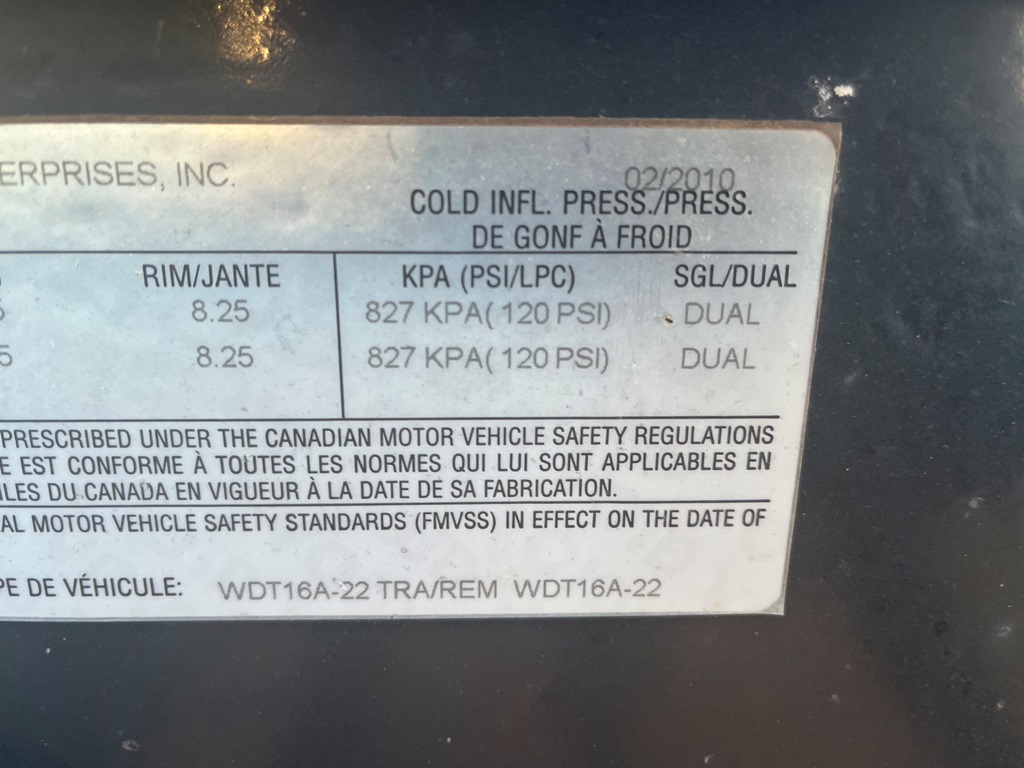 ERPRISES, INC. 02/2010
COLD INFL. PRESS./PRESS.
DE GONF À FROID
RIM/JANTE KPA (PSI/LPC) SGL/DUAL
8.25 827 KPA( 120 PSI) DUAL
5 8.25 827 KPA( 120 PSI) DUAL
PRESCRIBED UNDER THE CANADIAN MOTOR VEHICLE SAFETY REGULATIONS
E EST CONFORME À TOUTES LES NORMES QUI LUI SONT APPLICABLES EN
ILES DU CANADA EN VIGUEUR À LA DATE DE SA FABRICATION.
AL MOTOR VEHICLE SAFETY STANDARDS (FMVSS) IN EFFECT ON THE DATE OF
PE DE VÉHICULE: WDT16A-22 TRA/REM WDT16A-22